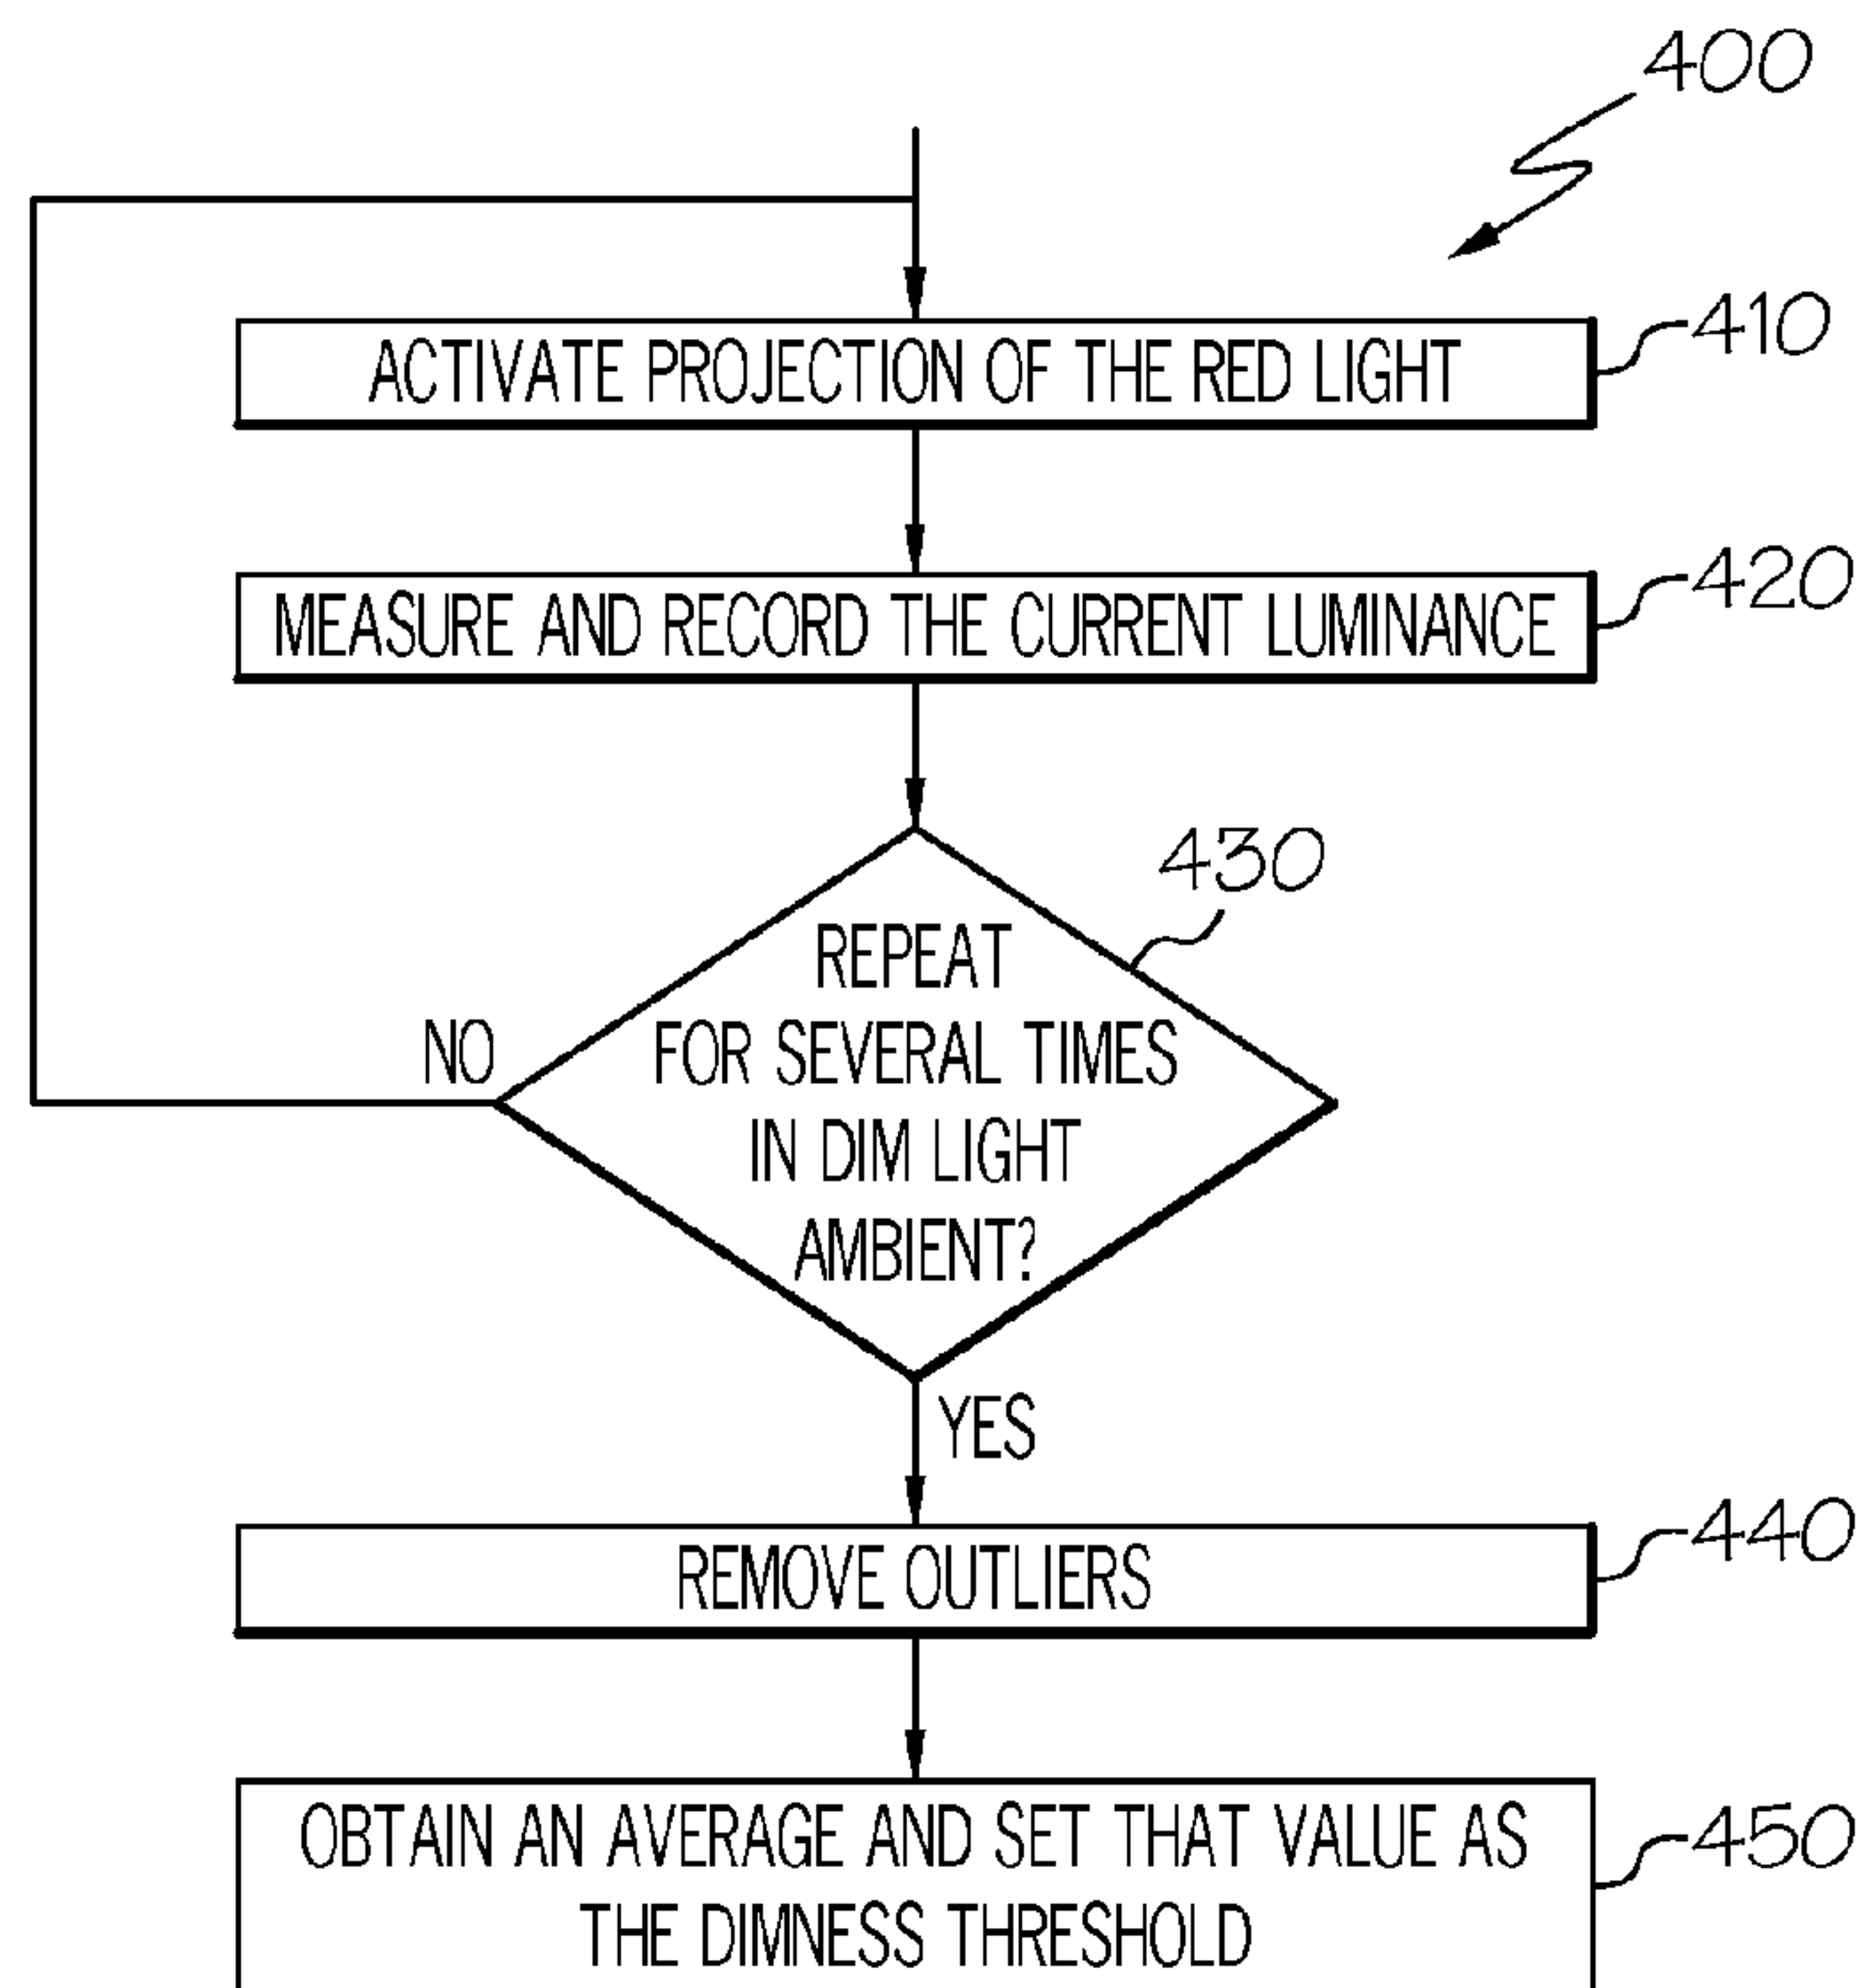 400
ACTIVATE PROJECTION OF THE RED LIGHT
410
MEASURE AND RECORD THE CURRENT LUMINANCE
420
430
REPEAT
FOR SEVERAL TIMES
IN DIM LIGHT
AMBIENT?
NO
YES
REMOVE OUTLIERS
440
OBTAIN AN AVERAGE AND SET THAT VALUE AS
THE DIMNESS THRESHOLD
450